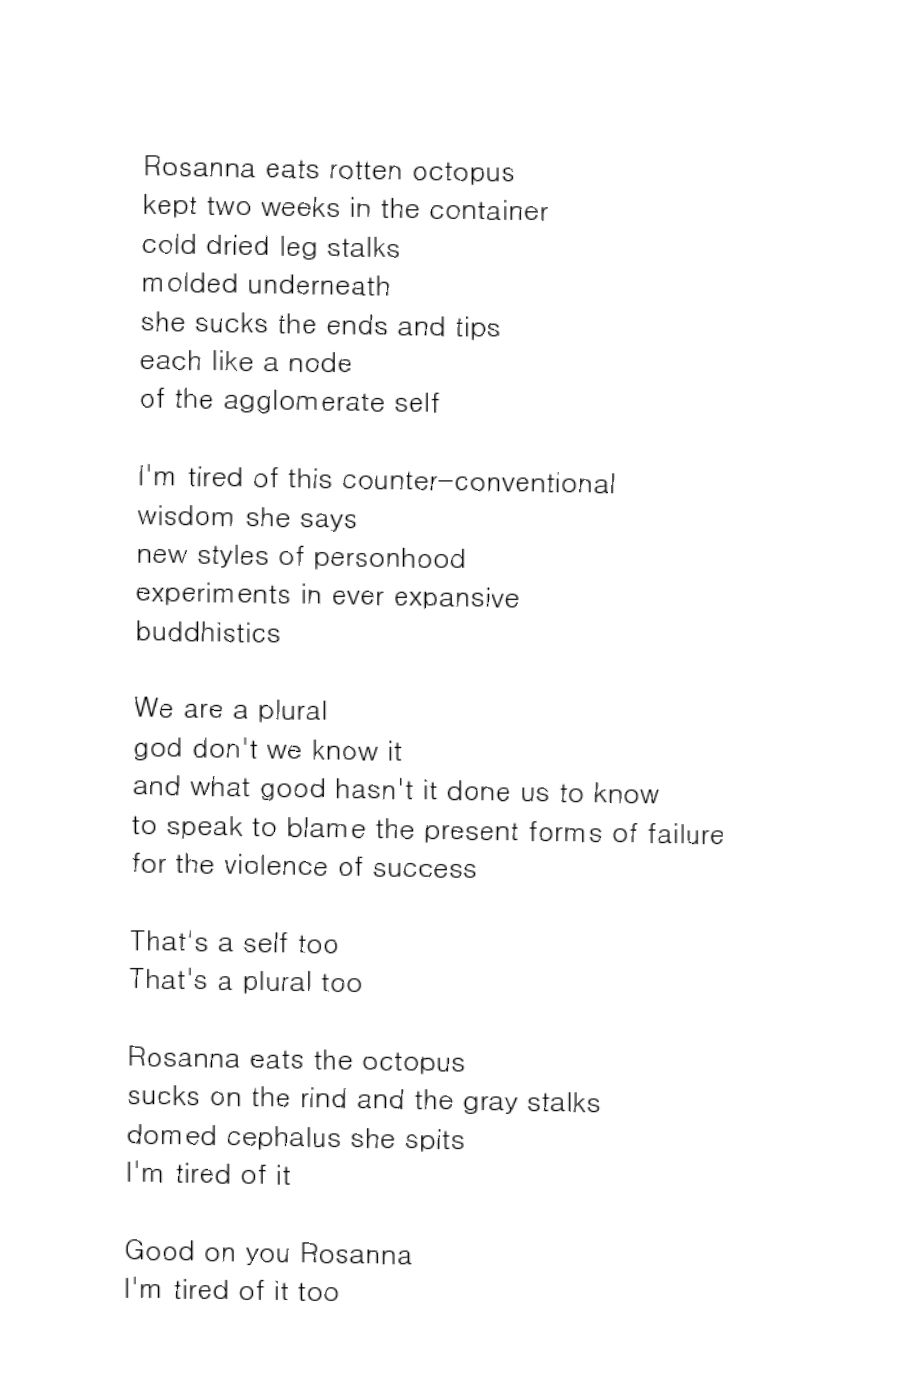 Rosanna eats rotten octopus
kept two weeks in the container
cold dried leg stalks
molded underneath
she sucks the ends and tips
each like a node
of the agglomerate self
I'm tired of this counter-conventional
wisdom she says
new styles of personhood
experiments in ever expansive
buddhistics
We are a plural
god don't we know it
and what good hasn't it done us to know
to speak to blame the present forms of failure
for the violence of success
That's a self too
That's a plural too
Rosanna eats the octopus
sucks on the rind and the gray stalks
domed cephalus she spits
I'm tired of it
Good on you Rosanna
I'm tired of it too